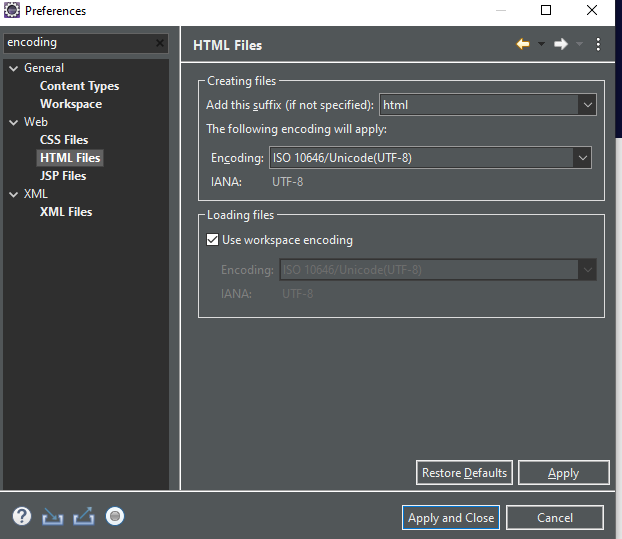 Preferences
encoding
General
Content Types
Workspace
Web
CSS Files
HTML Files
JSP Files
XML
XML Files
HTML Files
Creating files
Add this suffix (if not specified): html
The following encoding will apply:
Encoding: ISO 10646/Unicode(UTF-8)
IANA: UTF-8
Loading files
Use workspace encoding
Encoding: ISO 10646/Unicode(UTF-8)
IANA: UTF-8
Restore Defaults Apply
Apply and Close Cancel